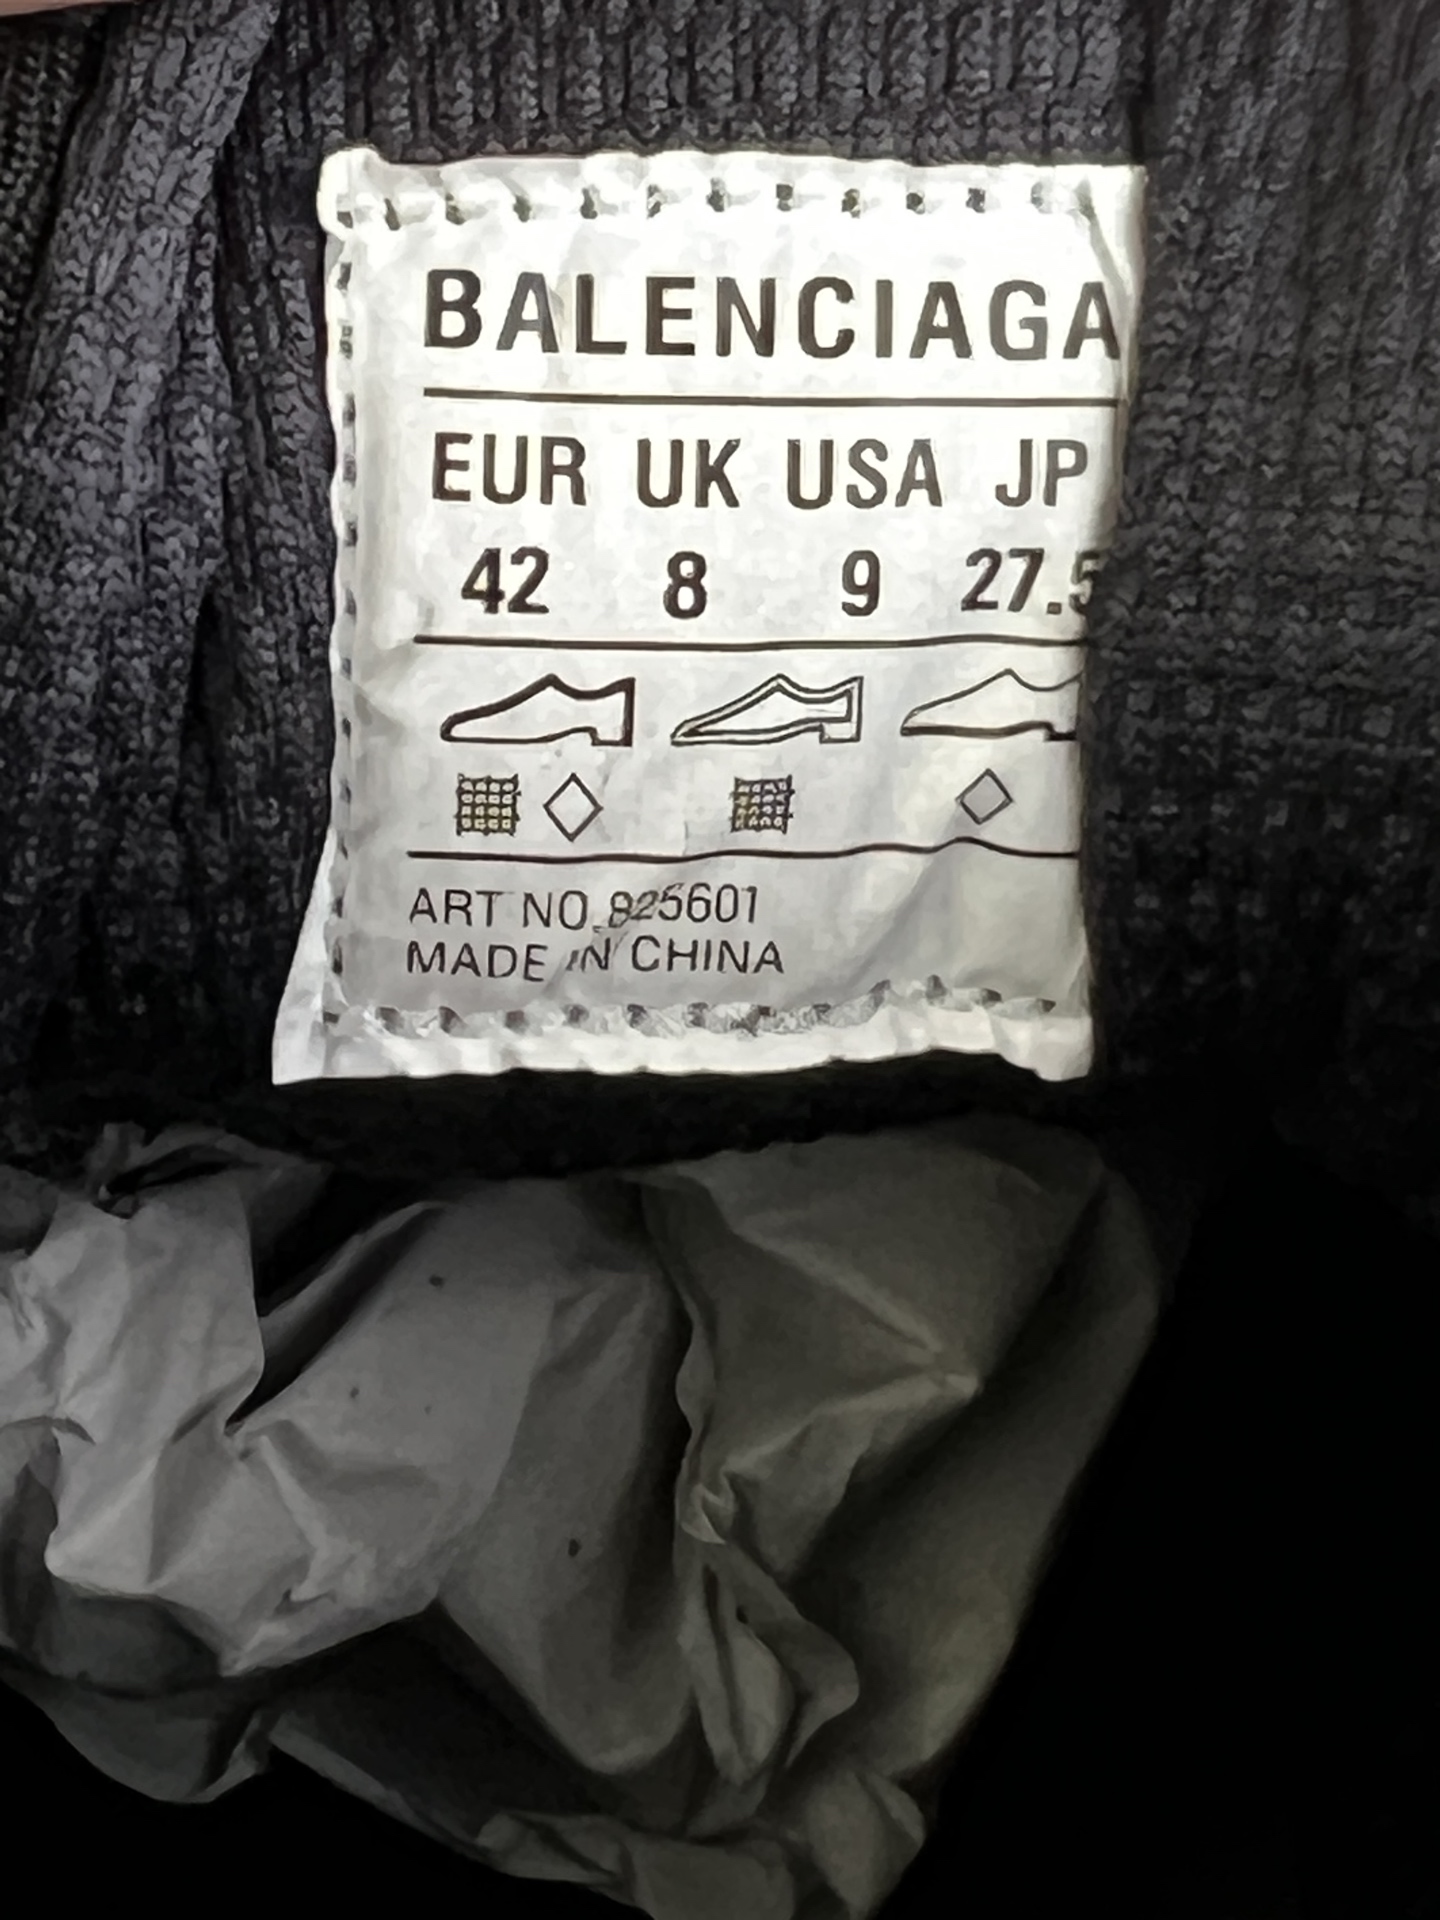 BALENCIAGA
EUR UK USA JP
42 8 9 27.5
ART NO 825601
MADE IN CHINA